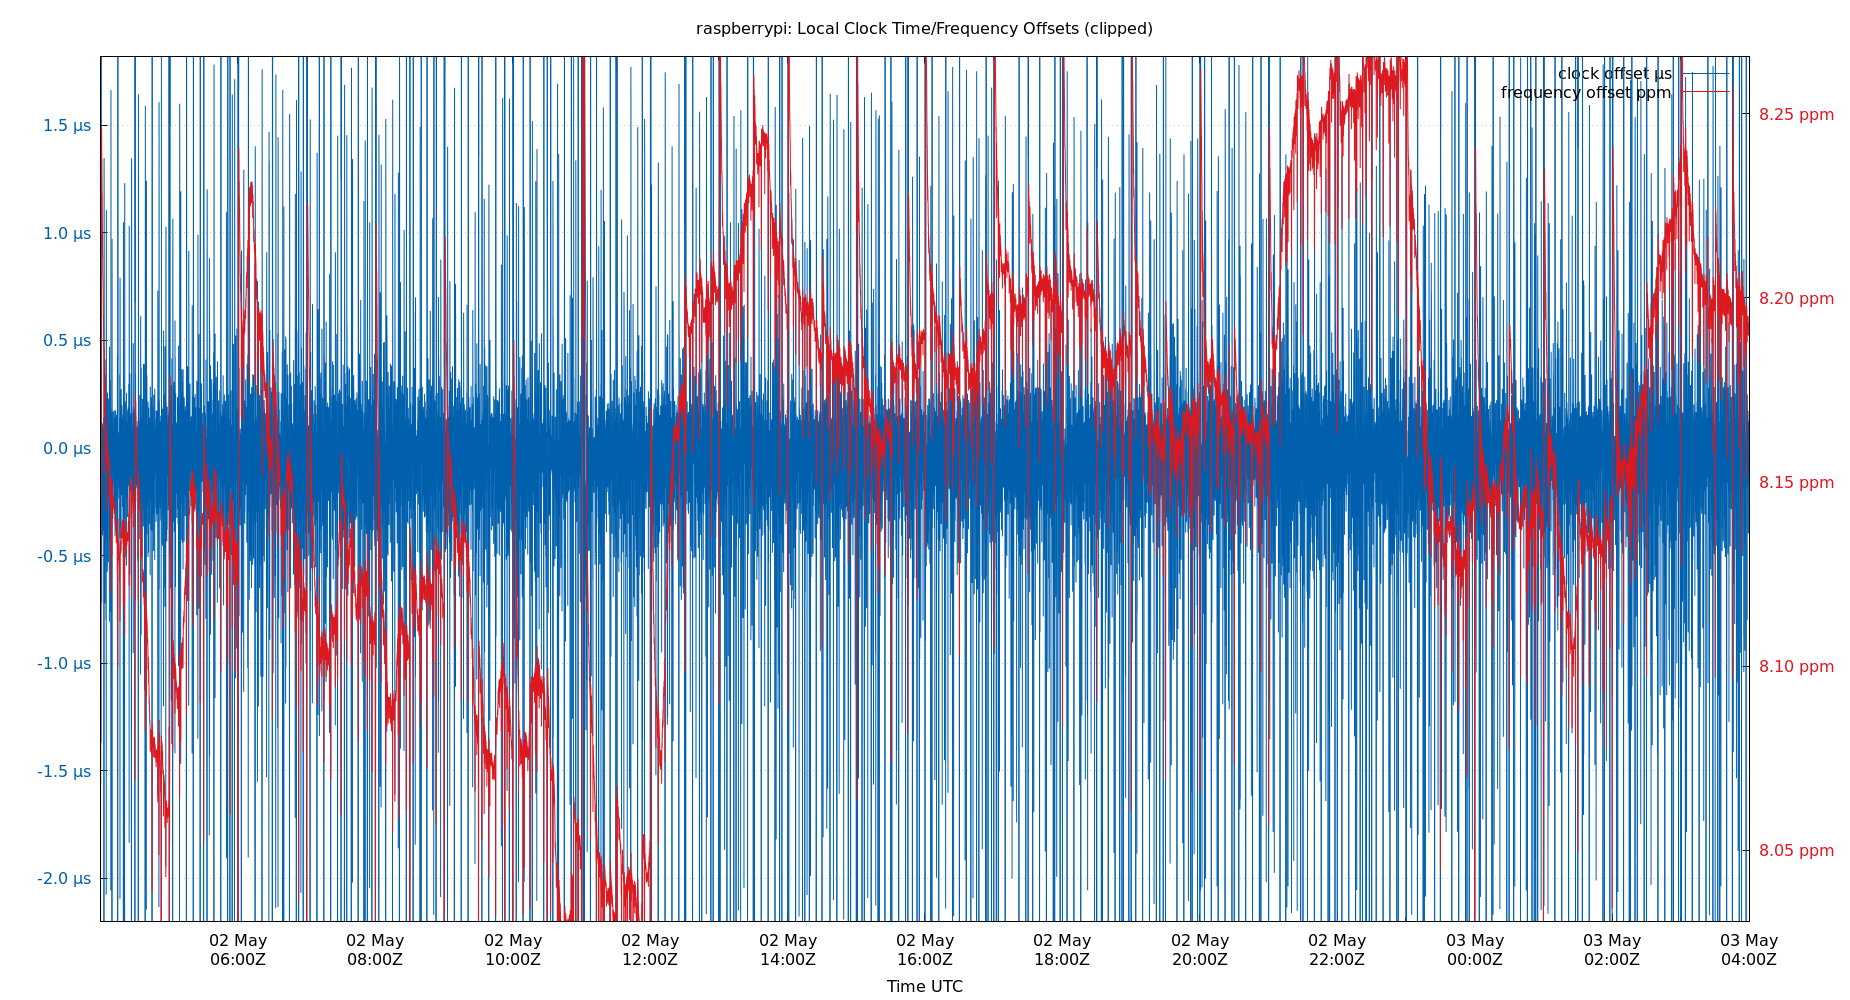 raspberrypi: Local Clock Time/Frequency Offsets (clipped)
clock offset µs
frequency offset ppm
1.5 µs
1.0 µs
0.5 µs
0.0 µs
-0.5 µs
-1.0 µs
-1.5 µs
-2.0 µs
8.25 ppm
8.20 ppm
8.15 ppm
8.10 ppm
8.05 ppm
02 May 02 May 02 May 02 May 02 May 02 May 02 May 02 May 02 May 03 May 03 May 03 May
06:00Z 08:00Z 10:00Z 12:00Z 14:00Z 16:00Z 18:00Z 20:00Z 22:00Z 00:00Z 02:00Z 04:00Z
Time UTC